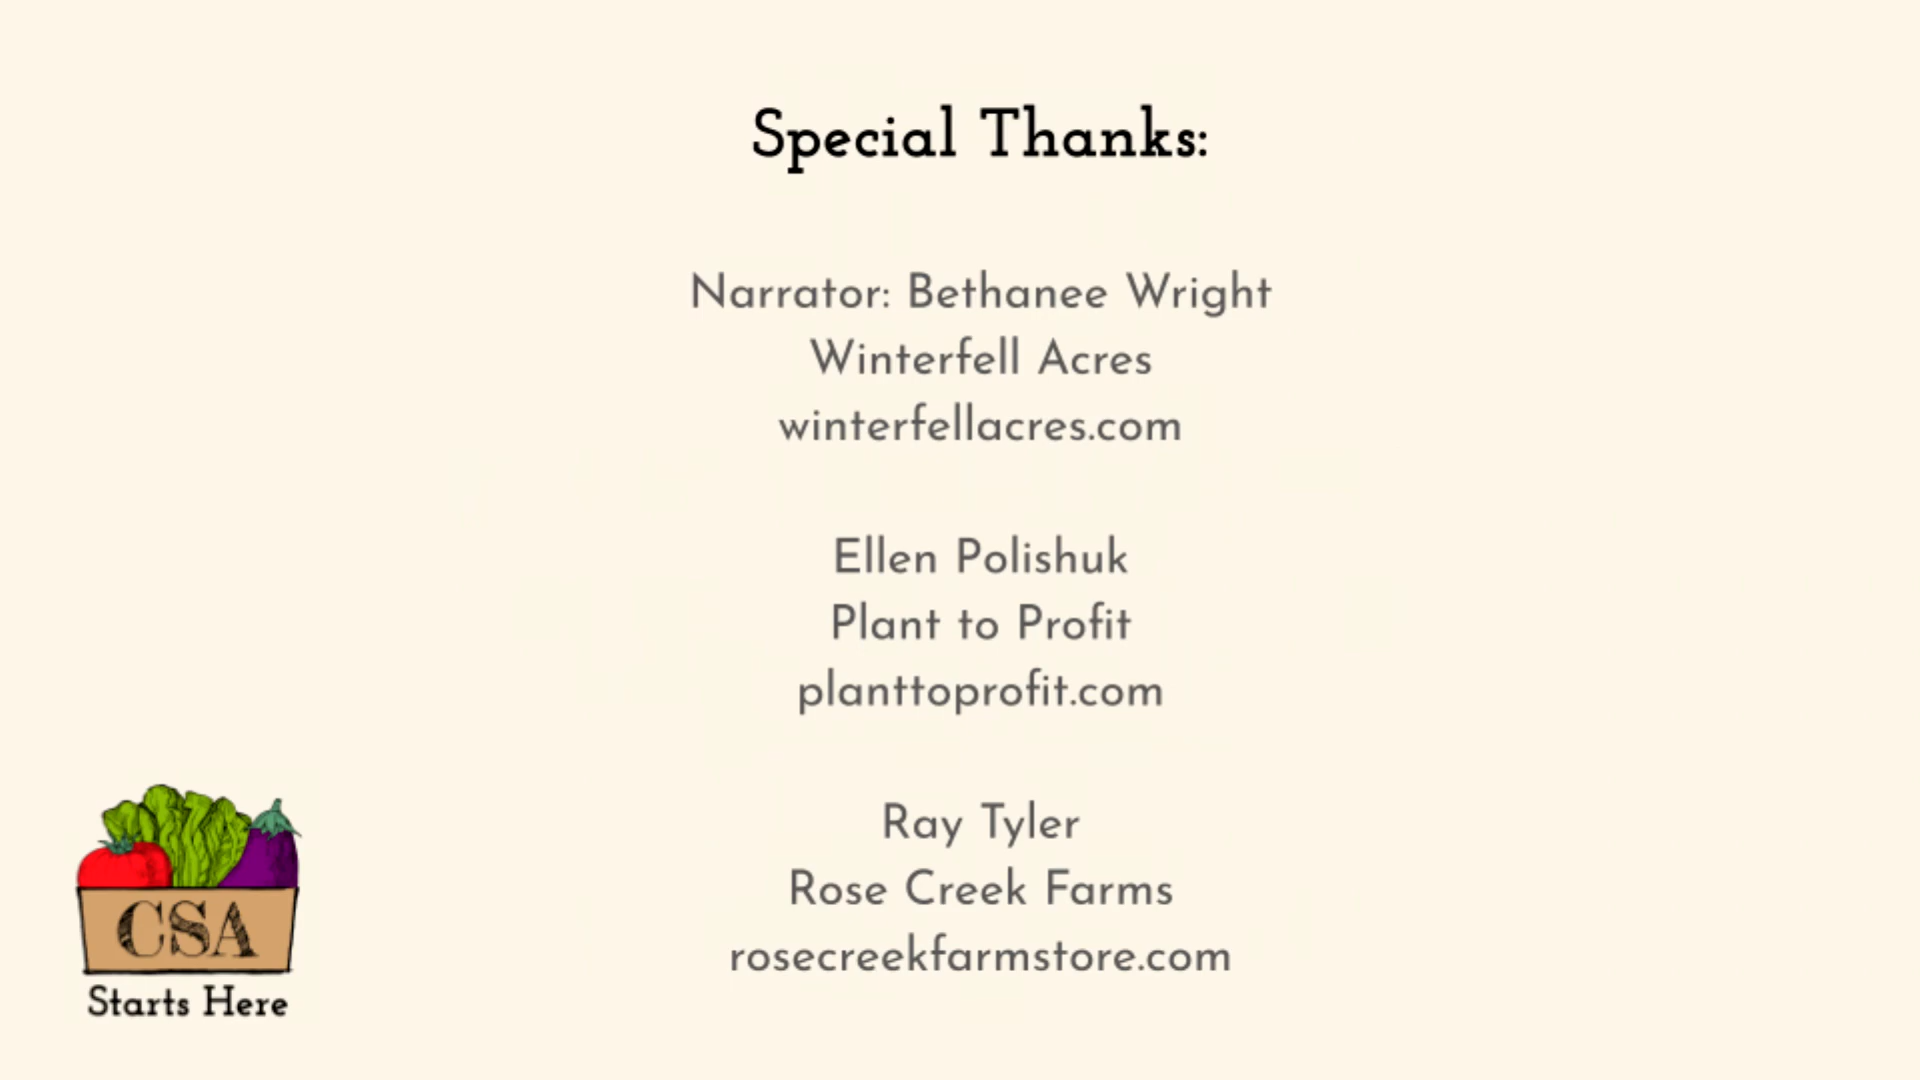 Special Thanks:
Narrator: Bethanee Wright
Winterfell Acres
winterfellacres.com
Ellen Polishuk
Plant to Profit
planttoprofit.com
Ray Tyler
Rose Creek Farms
rosecreekfarmstore.com
CSA
Starts Here